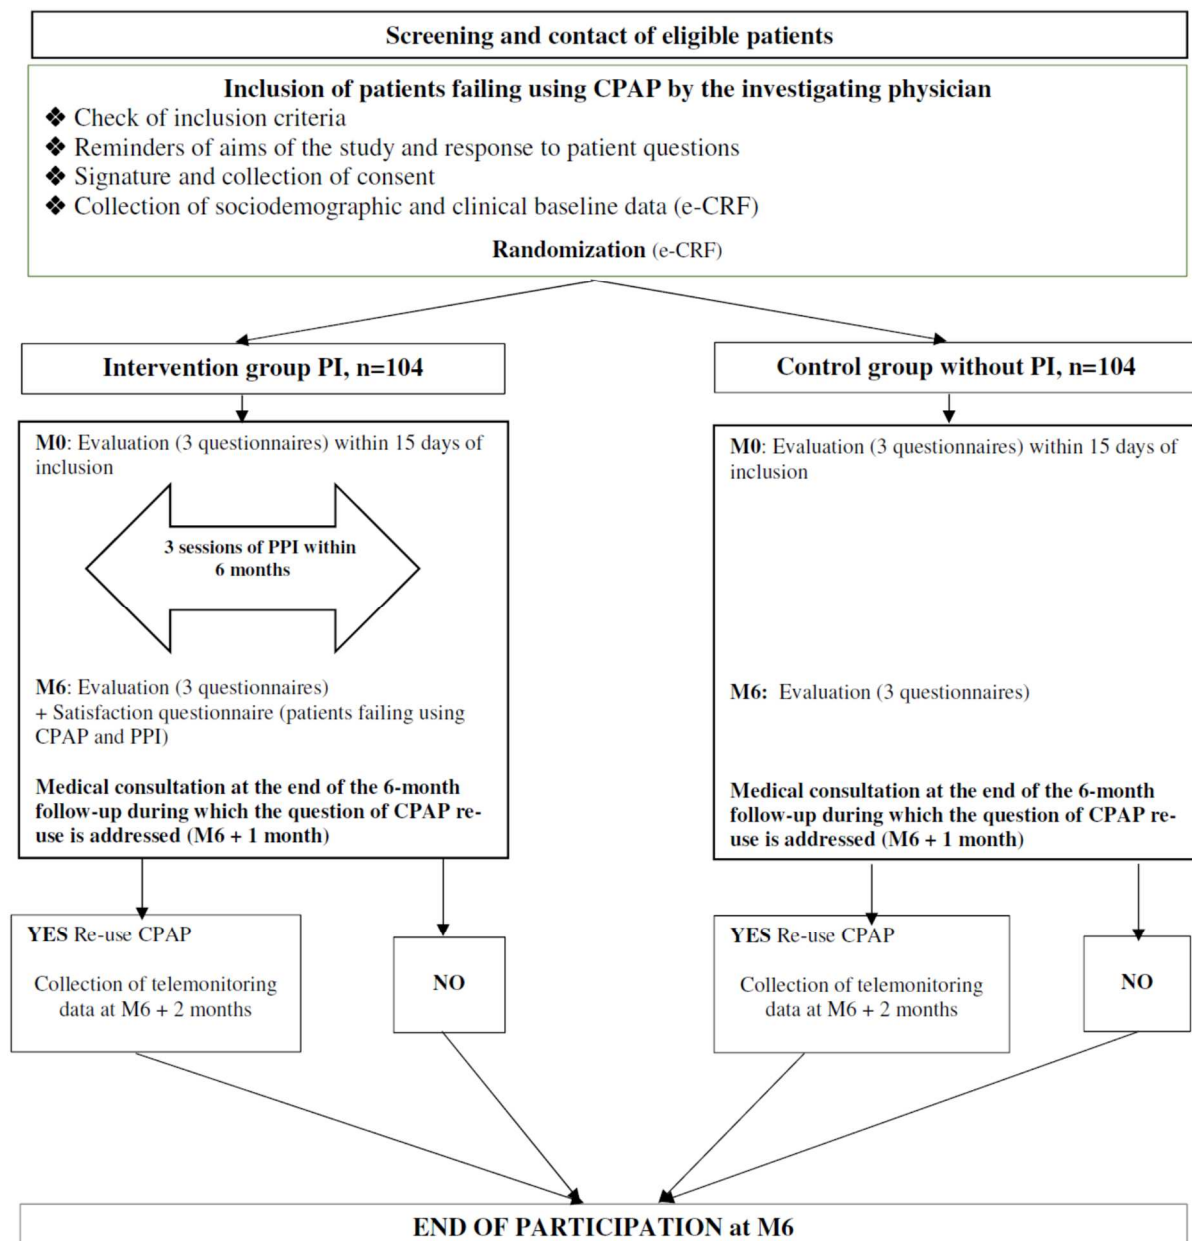 Screening and contact of eligible patients
Inclusion of patients failing using CPAP by the investigating physician
❖ Check of inclusion criteria
❖ Reminders of aims of the study and response to patient questions
❖ Signature and collection of consent
❖ Collection of sociodemographic and clinical baseline data (e-CRF)
Randomization (e-CRF)
Intervention group PI, n=104
M0: Evaluation (3 questionnaires) within 15 days of
inclusion
3 sessions of PPI within
6 months
M6: Evaluation (3 questionnaires)
+ Satisfaction questionnaire (patients failing using
CPAP and PPI)
Medical consultation at the end of the 6-month
follow-up during which the question of CPAP re-
use is addressed (M6 + 1 month)
YES Re-use CPAP
Collection of telemonitoring
data at M6 + 2 months
NO
Control group without PI, n=104
M0: Evaluation (3 questionnaires) within 15 days of
inclusion
M6: Evaluation (3 questionnaires)
Medical consultation at the end of the 6-month
follow-up during which the question of CPAP re-
use is addressed (M6 + 1 month)
YES Re-use CPAP
Collection of telemonitoring
data at M6 + 2 months
NO
END OF PARTICIPATION at M6